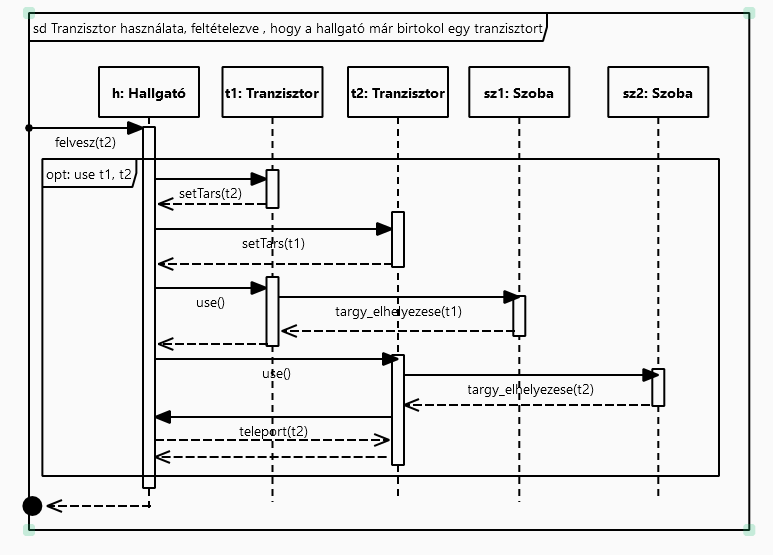 sd Tranzisztor használata, feltételezve , hogy a hallgató már birtokol egy tranzisztort
h: Hallgató
t1: Tranzisztor
t2: Tranzisztor
sz1: Szoba
sz2: Szoba
felvesz(t2)
opt: use t1, t2
setTars(t2)
setTars(t1)
use()
targy_elhelyezese(t1)
use()
targy_elhelyezese(t2)
teleport(t2)